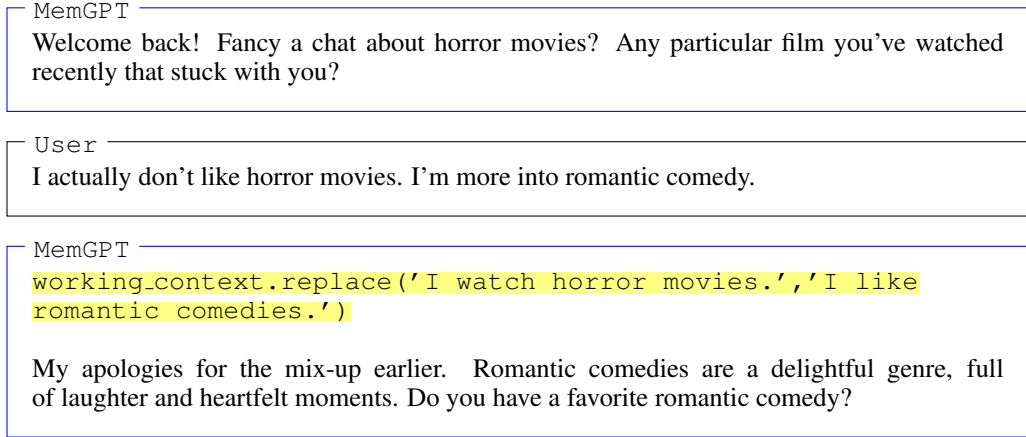 MemGPT
Welcome back! Fancy a chat about horror movies? Any particular film you've watched
recently that stuck with you?
User
I actually don't like horror movies. I'm more into romantic comedy.
MemGPT
working_context.replace('I watch horror movies.','I like
romantic comedies.')
My apologies for the mix-up earlier. Romantic comedies are a delightful genre, full
of laughter and heartfelt moments. Do you have a favorite romantic comedy?